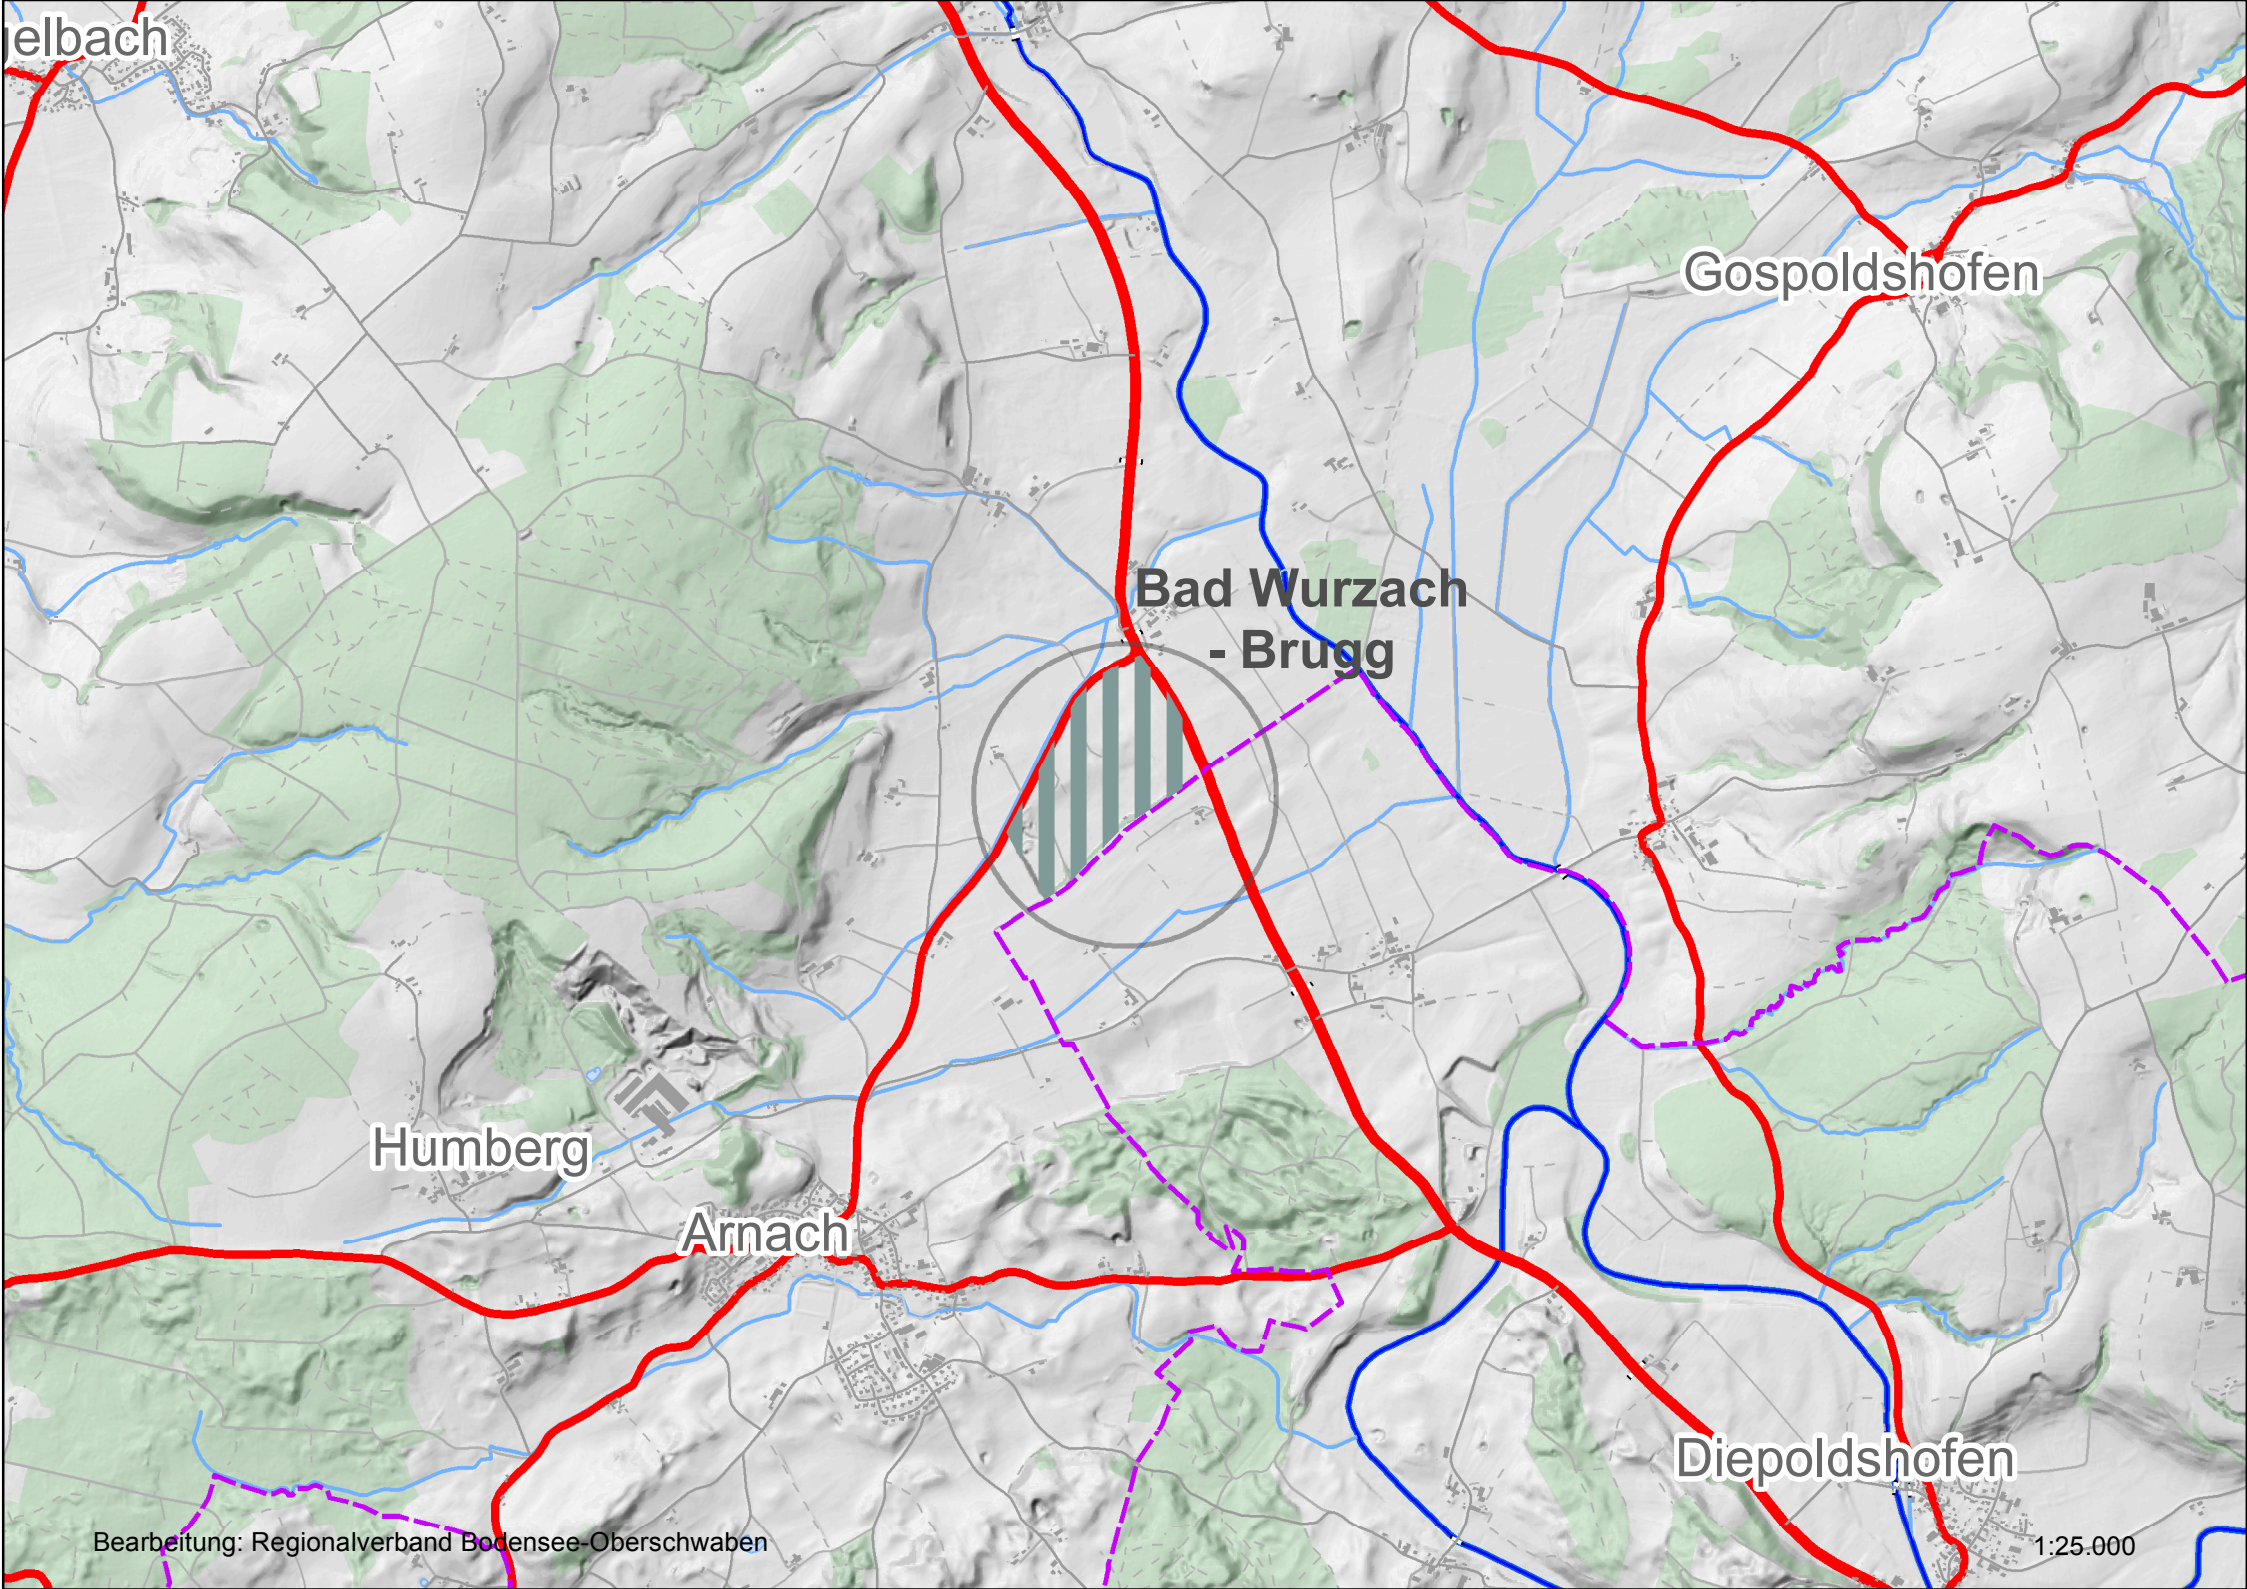 gelbach
Gospoldshofen
Bad Wurzach
- Brugg
Humberg
Arnach
Diepoldshofen
Bearbeitung: Regionalverband Bodensee-Oberschwaben
1:25.000